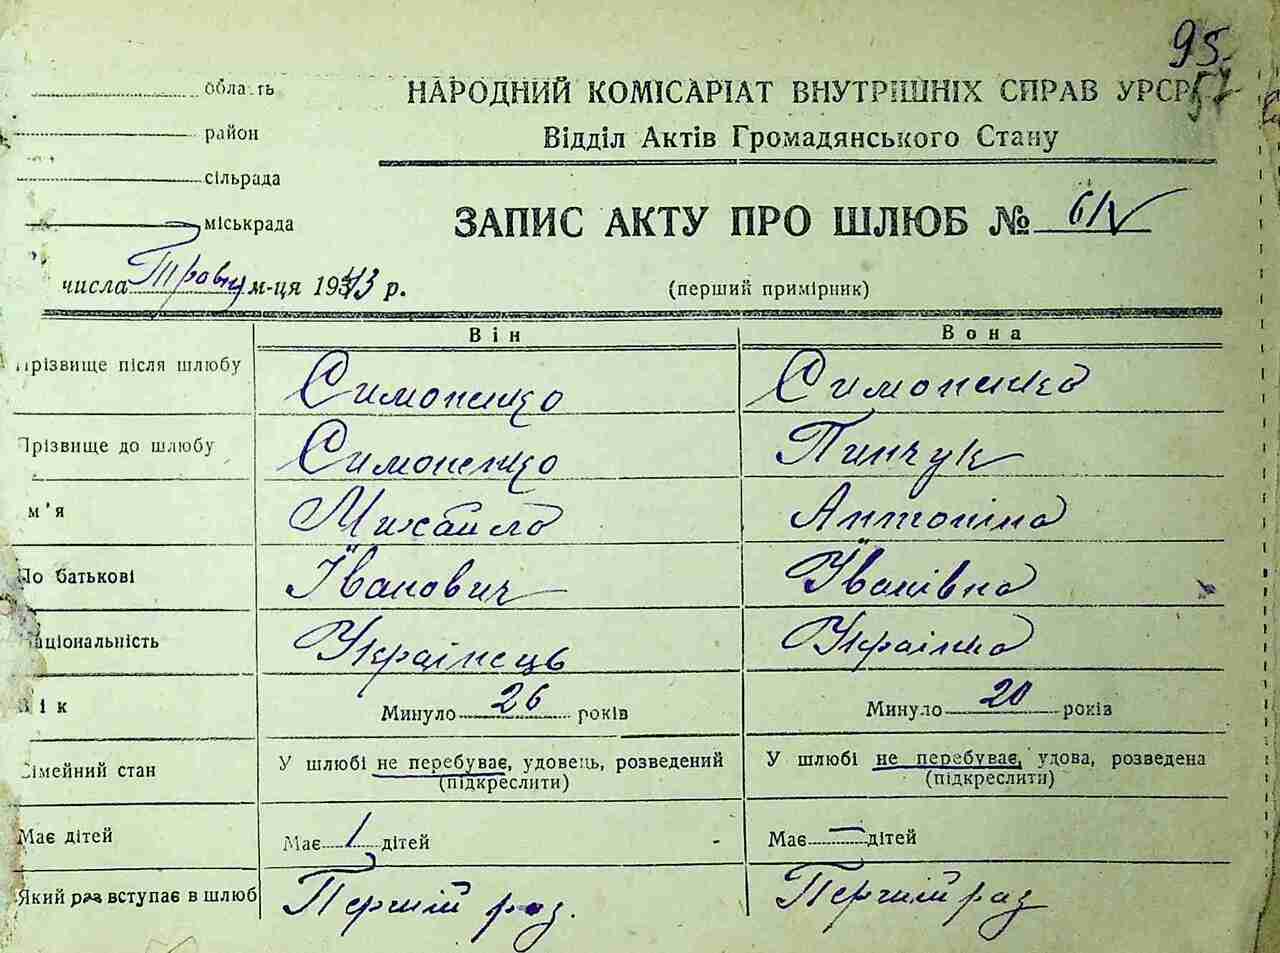 95.
57
область
НАРОДНИЙ КОМІСАРІАТ ВНУТРІШНІХ СПРАВ УРСР
район
Відділ Актів Громадянського Стану
сільрада
міськрада
ЗАПИС АКТУ ПРО ШЛЮБ №
числа Травня м-ця 1943 р.
(перший примірник)
Він Вона
Прізвище після шлюбу Симоненко Симоненко
Прізвище до шлюбу Симоненко Пинчук
м'я Михайло Антоніна
По батькові Іванович Іванівна
Національність Українець Українка
Вік Минуло 26 років Минуло 20 років
Сімейний стан У шлюбі не перебуває, удовець, розведений У шлюбі не перебуває, удова, розведена
(підкреслити) (підкреслити)
Має дітей Має 1 дітей Має — дітей
Який раз вступає в шлюб Перший раз. Перший раз